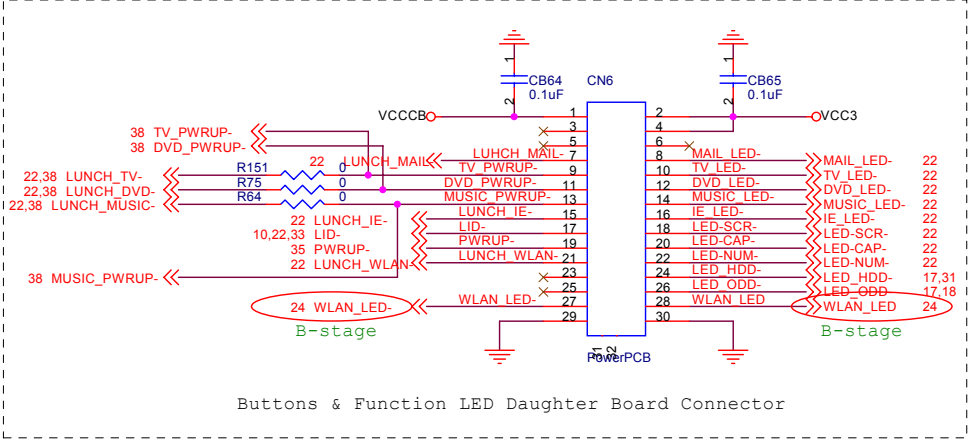 1 1
CB64 CN6 CB65
0.1uF 0.1uF
2 2
VCCCB 1 2 VCC3
38 TV_PWRUP- 3 4
38 DVD_PWRUP- 5 6
22 LUNCH_MAIL- LUHCH_MAIL- 7 8 MAIL_LED- MAIL_LED- 22
22,38 LUNCH_TV- R151 0 TV_PWRUP- 9 10 TV_LED- TV_LED- 22
22,38 LUNCH_DVD- R75 0 DVD_PWRUP- 11 12 DVD_LED- DVD_LED- 22
22,38 LUNCH_MUSIC- R64 0 MUSIC_PWRUP- 13 14 MUSIC_LED- MUSIC_LED- 22
22 LUNCH_IE- LUNCH_IE- 15 16 IE_LED- IE_LED- 22
10,22,33 LID- LID- 17 18 LED-SCR- LED-SCR- 22
35 PWRUP- PWRUP- 19 20 LED-CAP- LED-CAP- 22
22 LUNCH_WLAN- LUNCH_WLAN- 21 22 LED-NUM- LED-NUM- 22
38 MUSIC_PWRUP- 23 24 LED_HDD- LED_HDD- 17,31
25 26 LED_ODD- LED_ODD 17,18
24 WLAN_LED- WLAN_LED- 27 28 WLAN_LED WLAN_LED 24
29 30
B-stage B-stage
PowerPCB
Buttons & Function LED Daughter Board Connector